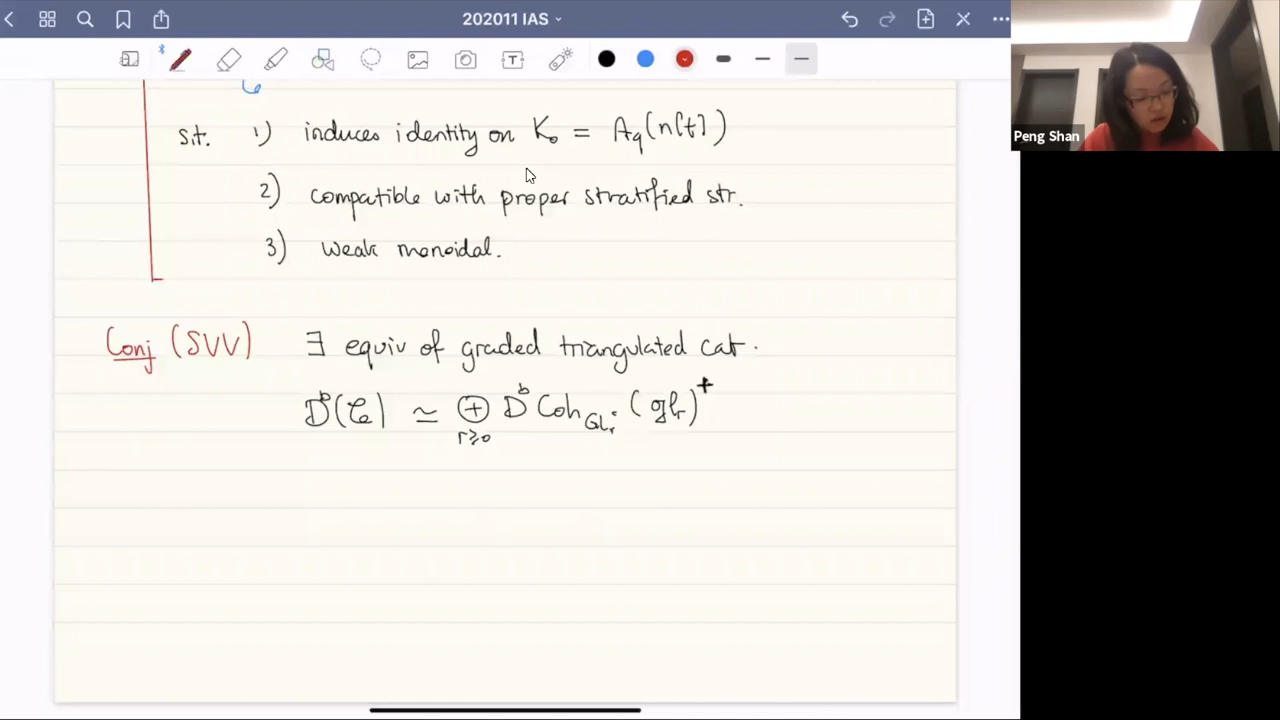 202011 IAS
Peng Shan
s.t. 1) induces identity on K₀ = A_q(n[t])
2) compatible with proper stratified str.
3) weak monoidal.
Conj (SVV) ∃ equiv of graded triangulated cat.
D^b(𝒞) ≃ ⊕_{r≥0} D^b Coh_{GL_r} (gl_r)^+